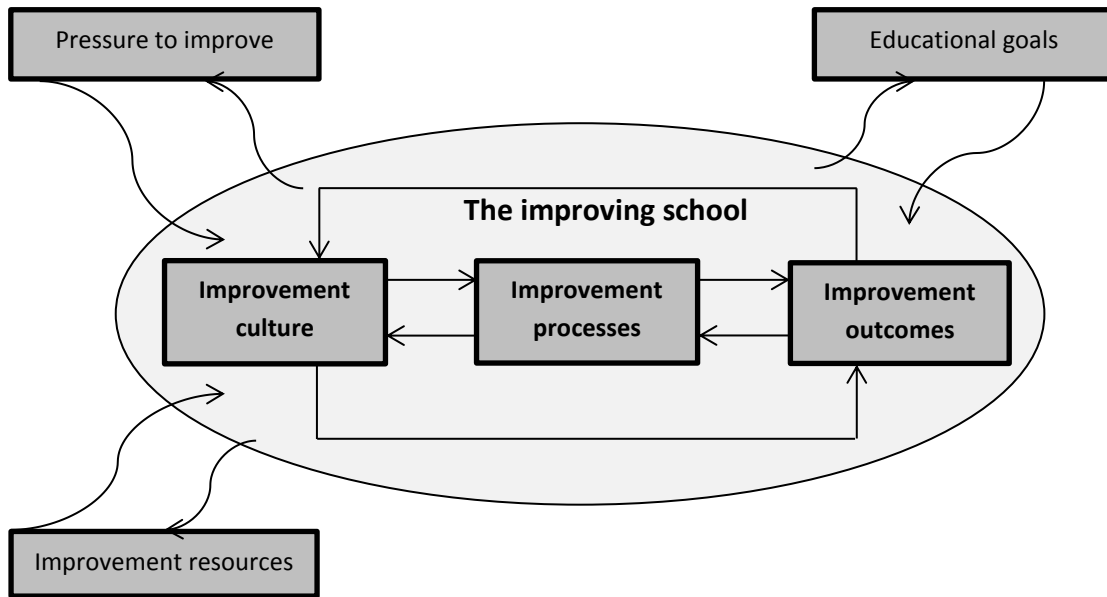 Pressure to improve
Educational goals
The improving school
Improvement
culture
Improvement
processes
Improvement
outcomes
Improvement resources